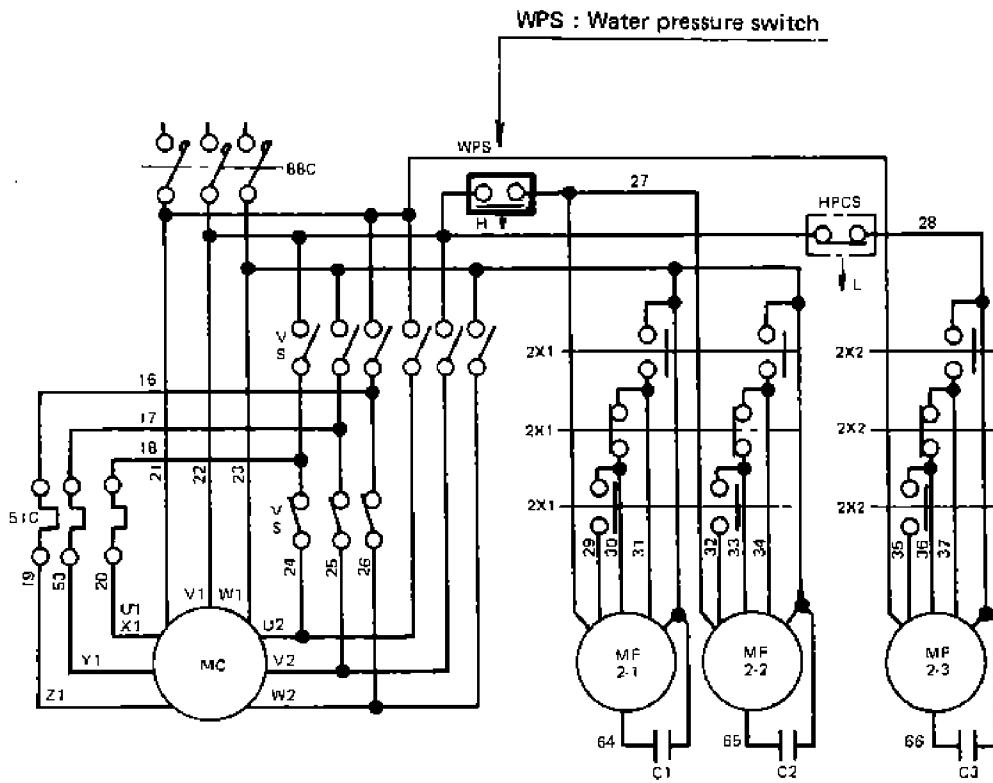 WPS : Water pressure switch
WPS
88C
27
HPCS
28
H
L
V
S
2X1
2X2
16
17
18
21
22
23
2X1
2X2
51C
V
S
2X1
2X2
19
53
20
24
25
26
29
30
31
32
33
34
35
36
37
V1
W1
U1
X1
U2
Y1
MC
V2
MF
2-1
MF
2-2
MF
2-3
Z1
W2
64
65
66
C1
C2
C3